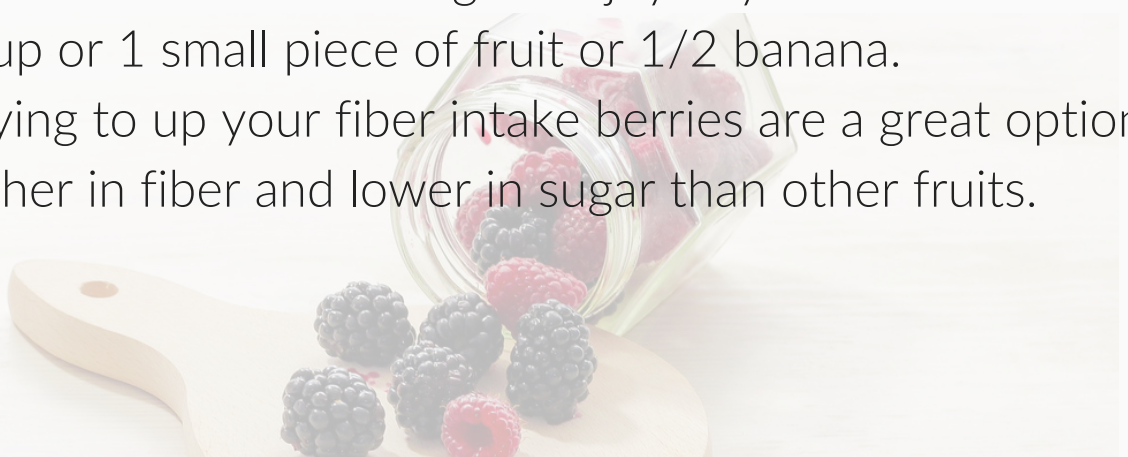 up or 1 small piece of fruit or 1/2 banana.
ying to up your fiber intake berries are a great option
her in fiber and lower in sugar than other fruits.